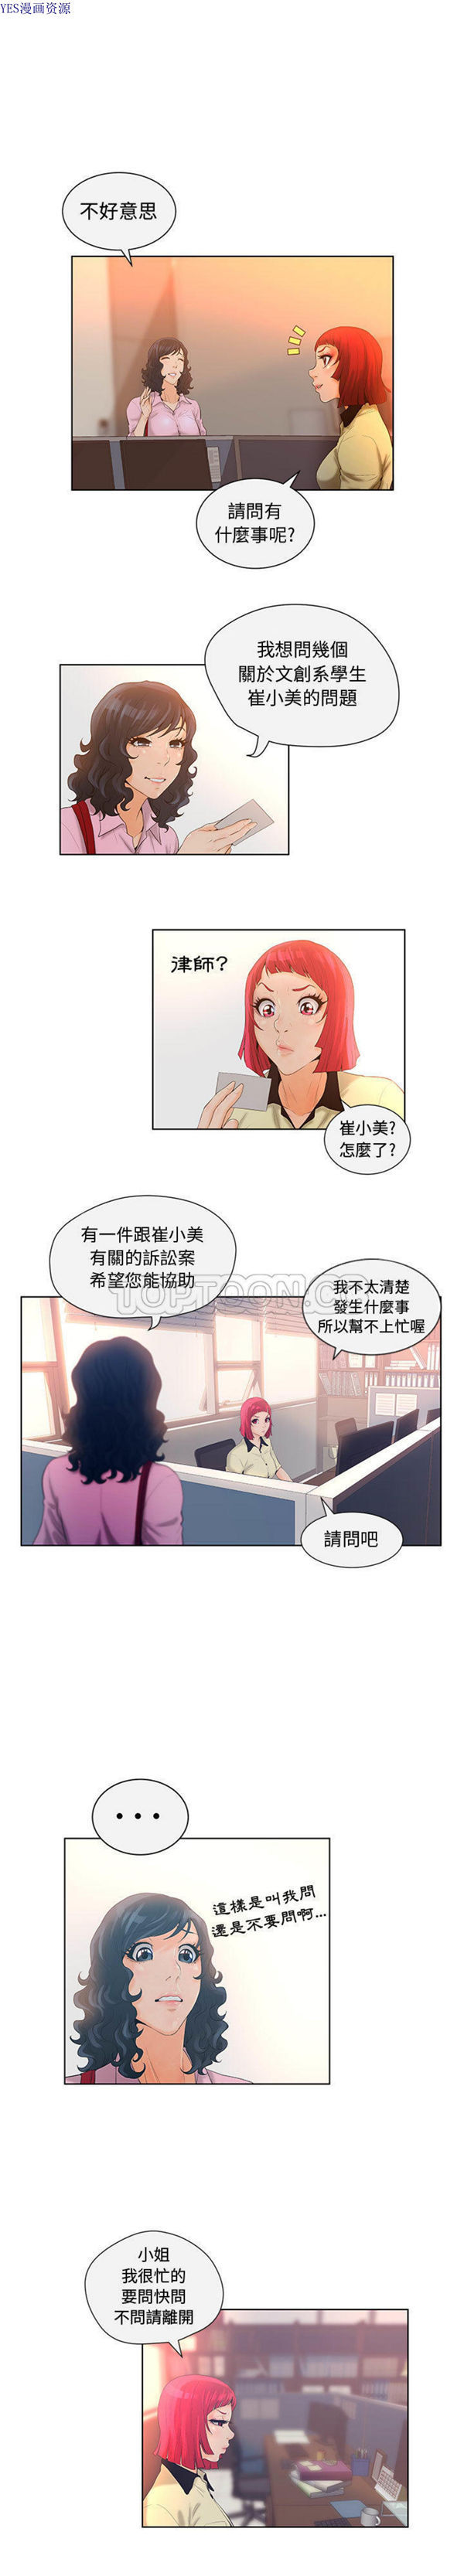 YES漫画资源
不好意思
請問有
什麼事呢?
我想問幾個
關於文創系學生
崔小美的問題
律師?
崔小美?
怎麼了?
有一件跟崔小美
有關的訴訟案
希望您能協助
我不太清楚
發生什麼事
所以幫不上忙喔
請問吧
• • •
這樣是叫我問
還是不要問啊...
小姐
我很忙的
要問快問
不問請離開